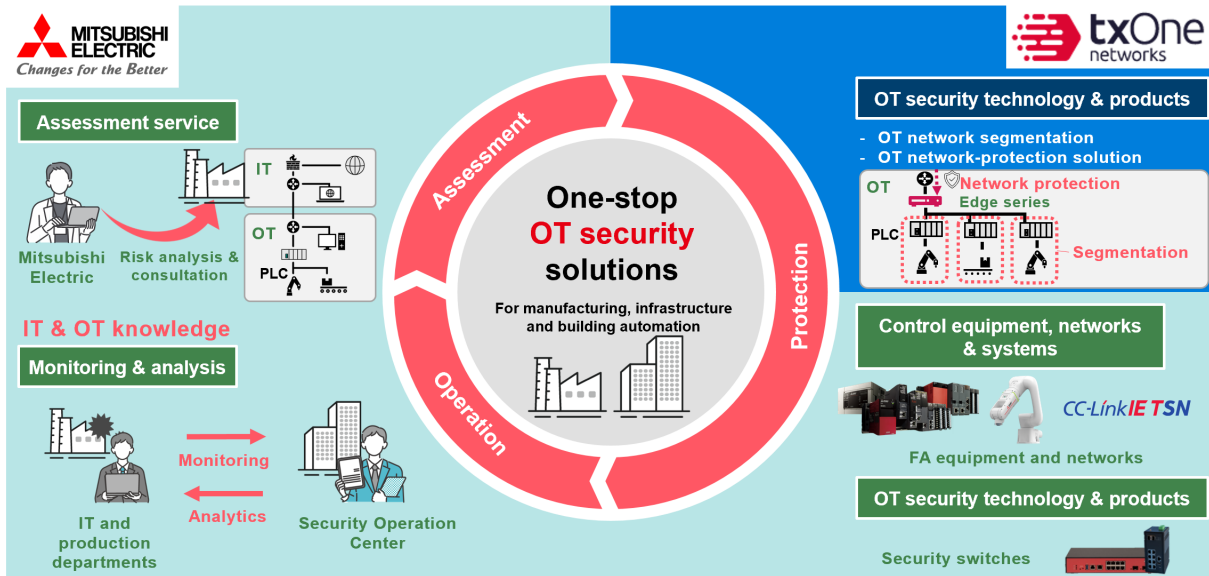 MITSUBISHI
ELECTRIC
Changes for the Better
txOne
networks
Assessment service
IT
OT
PLC
Mitsubishi
Electric
Risk analysis &
consultation
IT & OT knowledge
Monitoring & analysis
Monitoring
Analytics
IT and
production
departments
Security Operation
Center
Assessment
Protection
Operation
One-stop
OT security
solutions
For manufacturing, infrastructure
and building automation
OT security technology & products
- OT network segmentation
- OT network-protection solution
OT
Network protection
Edge series
PLC
Segmentation
Control equipment, networks
& systems
CC-Link IE TSN
FA equipment and networks
OT security technology & products
Security switches